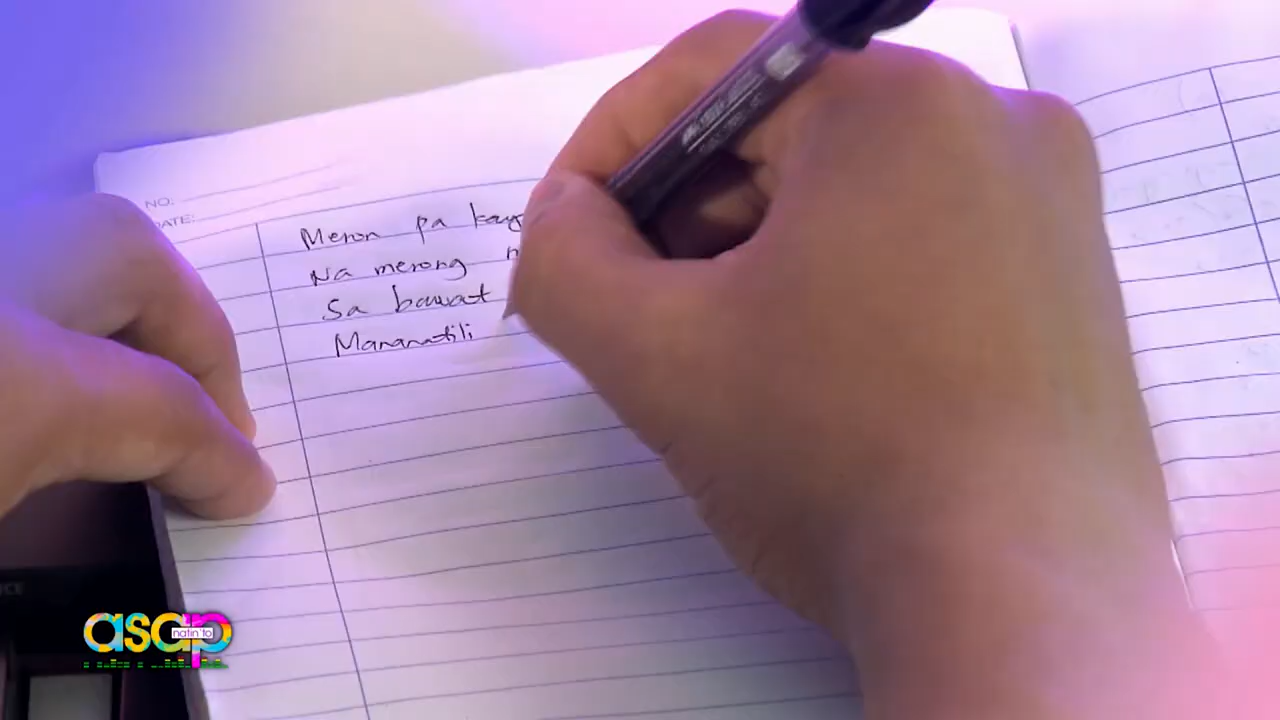 NO:
DATE:
Meron pa
Na merong
Sa bawat
Mananatili
asap
natin 'to